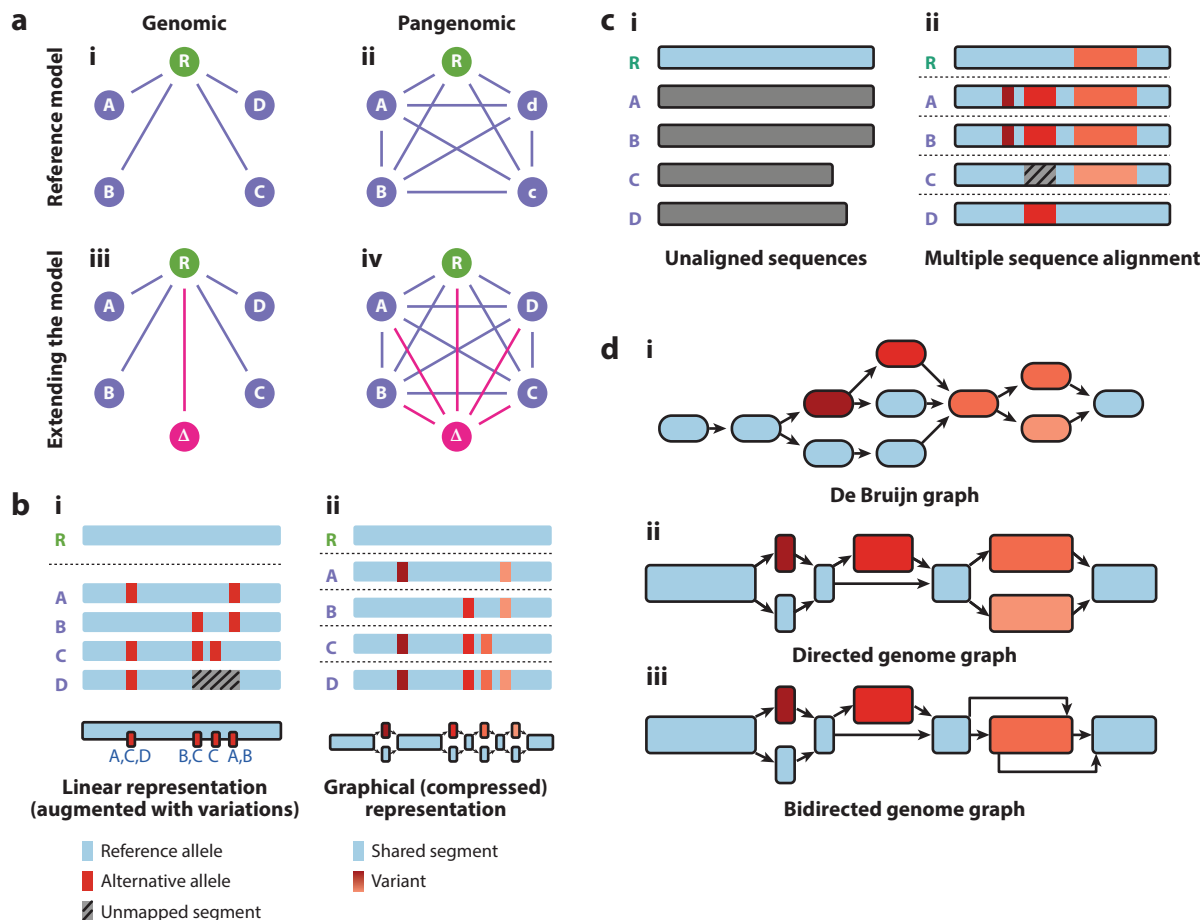 a
Genomic
Pangenomic
Reference model
i
R
A
D
B
C
ii
R
A
d
B
c
Extending the model
iii
R
A
D
B
C
Δ
iv
R
A
D
B
C
Δ
b
i
R
A
B
C
D
A,C,D
B,C
C
A,B
Linear representation
(augmented with variations)
Reference allele
Alternative allele
Unmapped segment
ii
R
A
B
C
D
Graphical (compressed)
representation
Shared segment
Variant
c
i
R
A
B
C
D
Unaligned sequences
ii
R
A
B
C
D
Multiple sequence alignment
d
i
De Bruijn graph
ii
Directed genome graph
iii
Bidirected genome graph